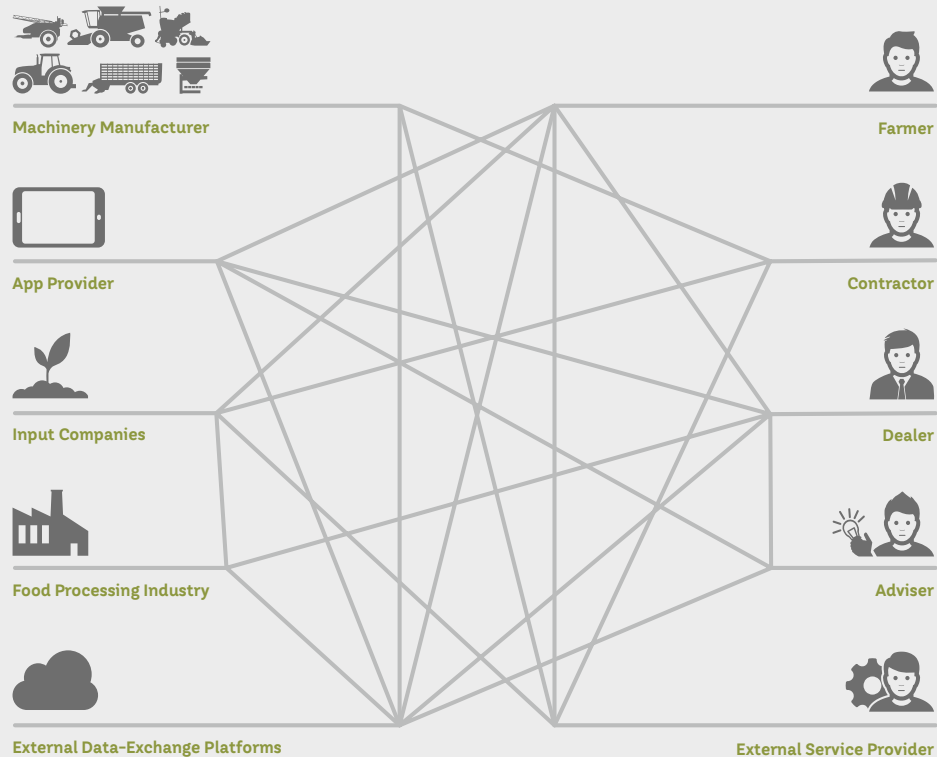 Machinery Manufacturer
Farmer
App Provider
Contractor
Input Companies
Dealer
Food Processing Industry
Adviser
External Data-Exchange Platforms
External Service Provider